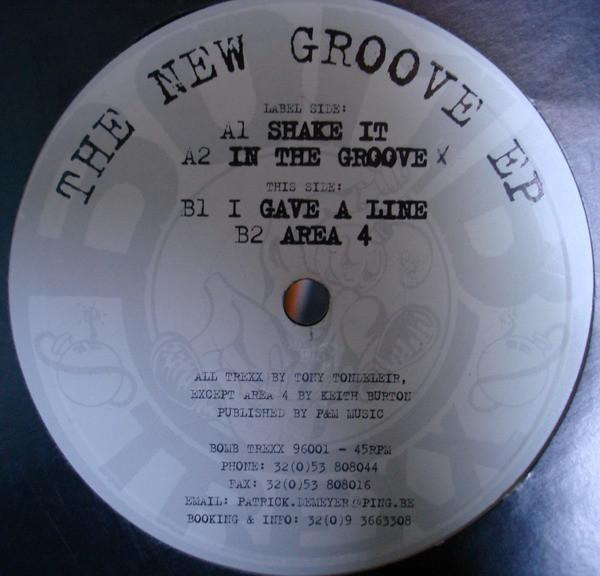 THE NEW GROOVE EP
LABEL SIDE:
A1 SHAKE IT
A2 IN THE GROOVE X
THIS SIDE:
B1 I GAVE A LINE
B2 AREA 4
ALL TREXX BY TONY TONDELEIR,
EXCEPT AREA 4 BY KEITH BURTON
PUBLISHED BY P&M MUSIC
BOMB TREXX 96001 - 45RPM
PHONE: 32(0)53 808044
FAX: 32(0)53 808016
EMAIL: PATRICK.DEMEYER@PING.BE
BOOKING & INFO: 32(0)9 3663308
BOMB
TREXX